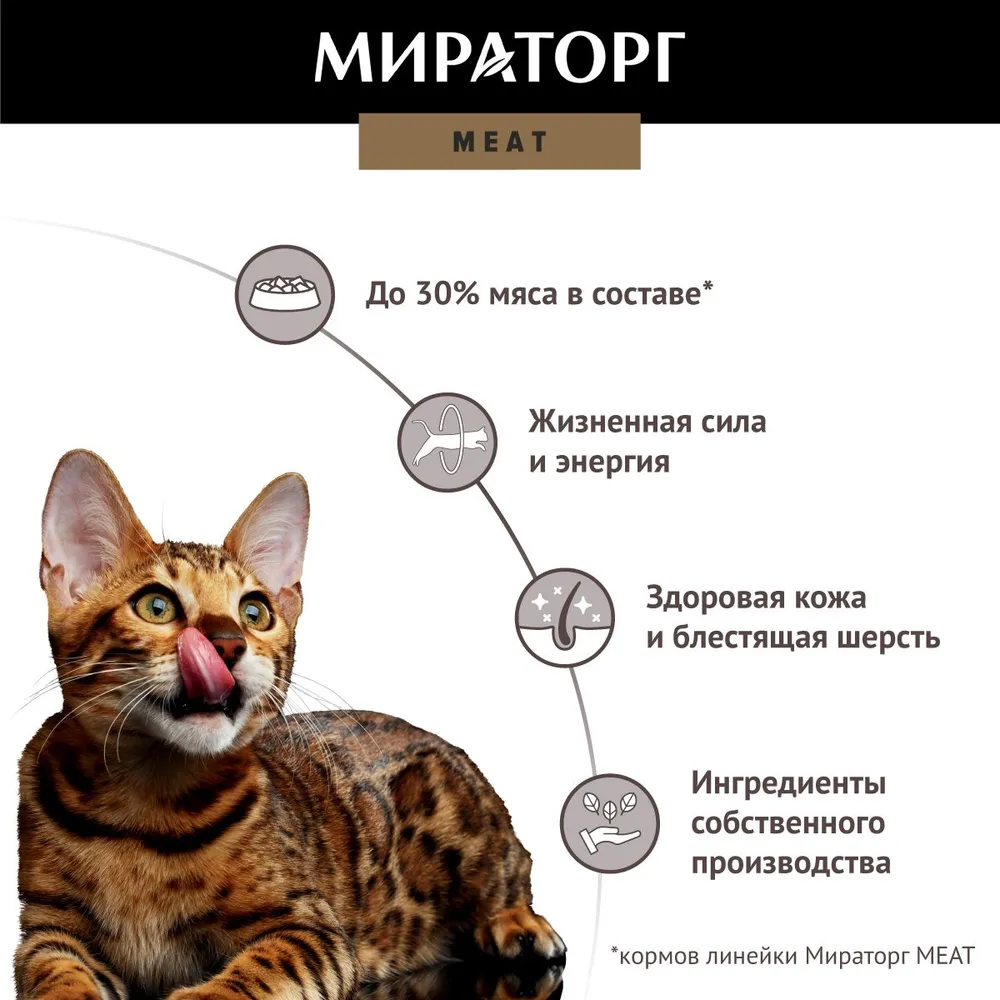 МИРАТОРГ
MEAT
До 30% мяса в составе*
Жизненная сила
и энергия
Здоровая кожа
и блестящая шерсть
Ингредиенты
собственного
производства
*кормов линейки Мираторг MEAT